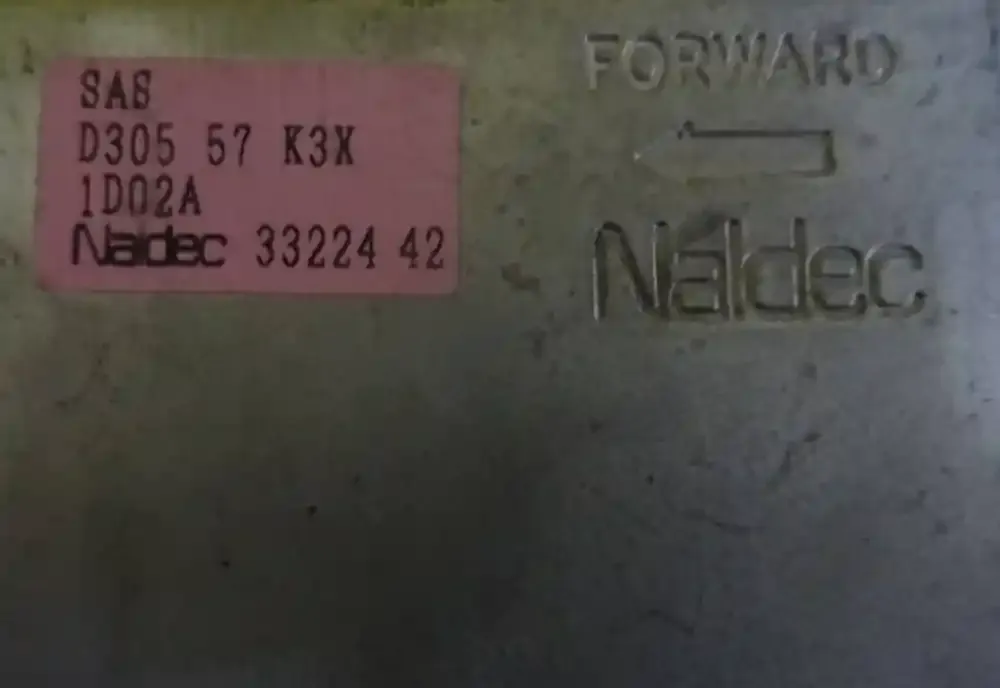 SAS
D305 57 K3X
1D02A
Naldec 33224 42
FORWARD
Naldec